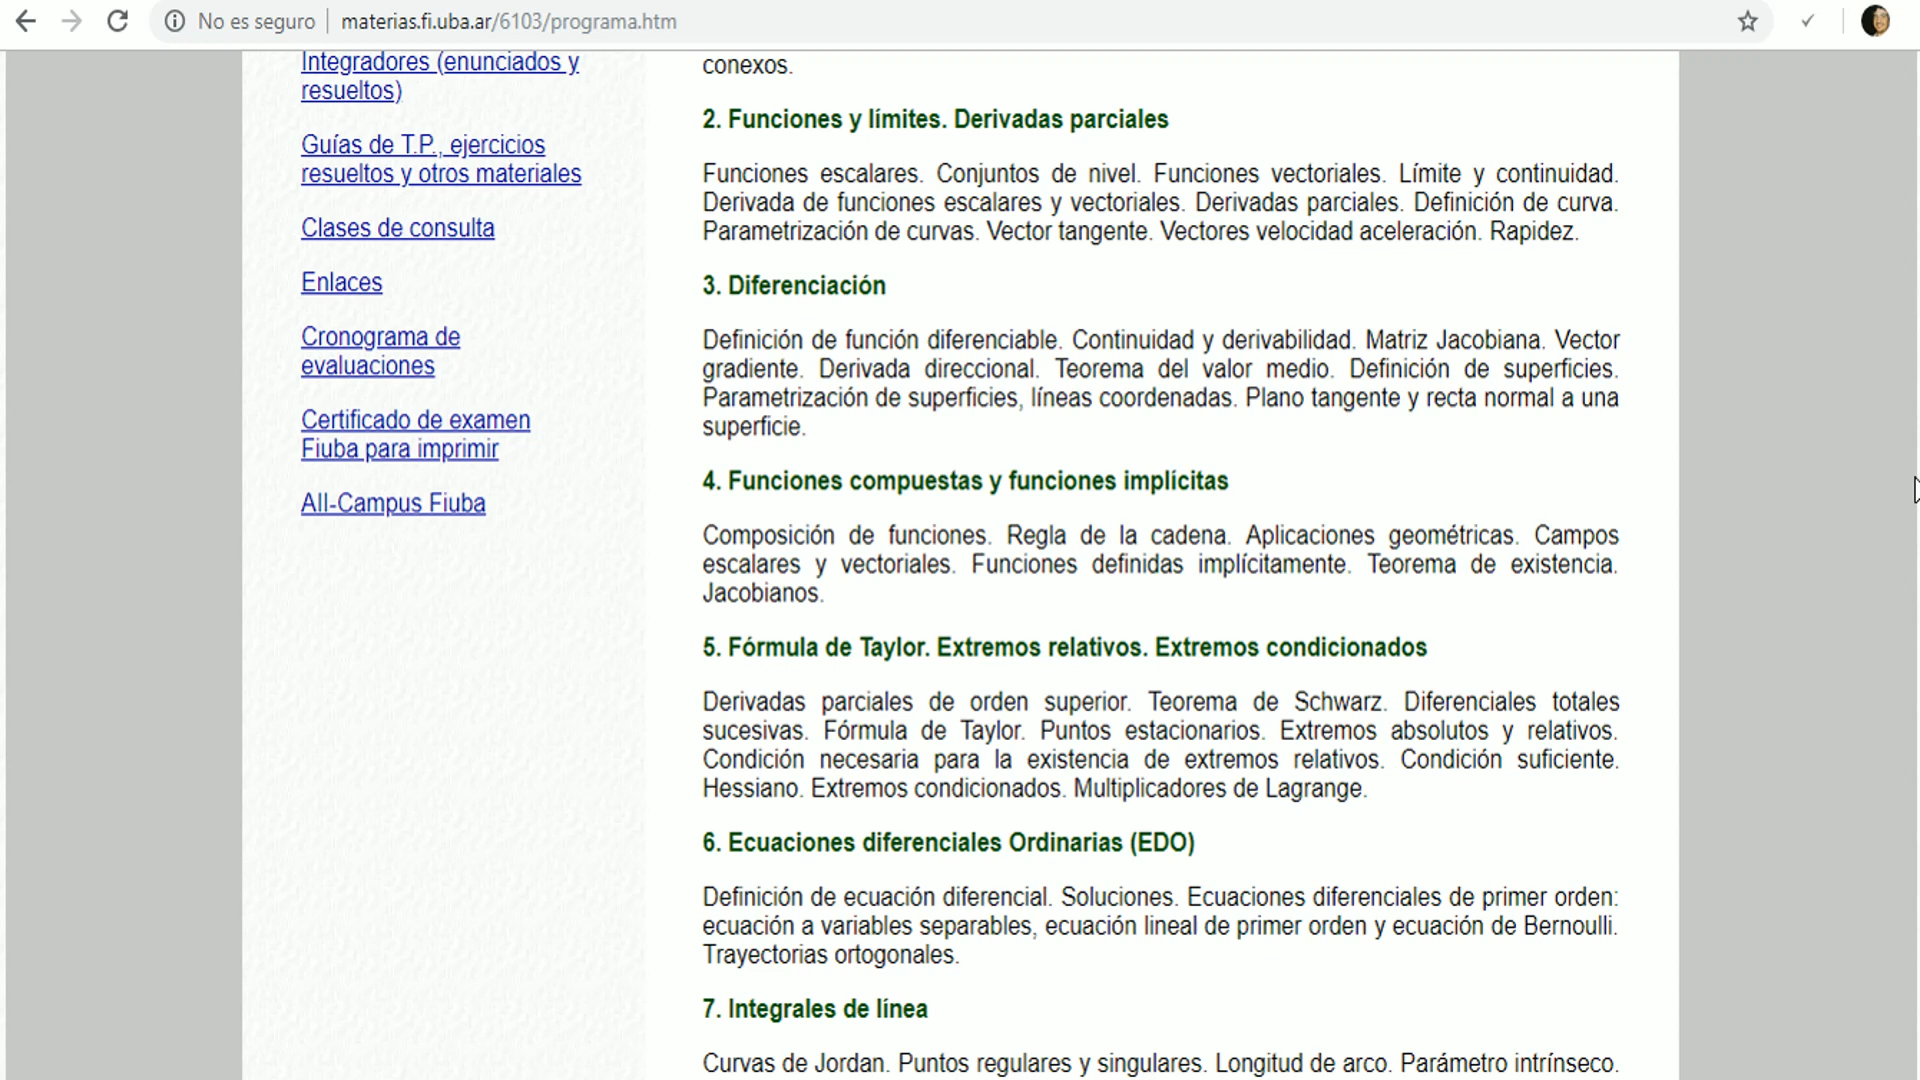 No es seguro | materias.fi.uba.ar/6103/programa.htm
Integradores (enunciados y
resueltos)
Guías de T.P., ejercicios
resueltos y otros materiales
Clases de consulta
Enlaces
Cronograma de
evaluaciones
Certificado de examen
Fiuba para imprimir
All-Campus Fiuba
conexos.
2. Funciones y límites. Derivadas parciales
Funciones escalares. Conjuntos de nivel. Funciones vectoriales. Límite y continuidad.
Derivada de funciones escalares y vectoriales. Derivadas parciales. Definición de curva.
Parametrización de curvas. Vector tangente. Vectores velocidad aceleración. Rapidez.
3. Diferenciación
Definición de función diferenciable. Continuidad y derivabilidad. Matriz Jacobiana. Vector
gradiente. Derivada direccional. Teorema del valor medio. Definición de superficies.
Parametrización de superficies, líneas coordenadas. Plano tangente y recta normal a una
superficie.
4. Funciones compuestas y funciones implícitas
Composición de funciones. Regla de la cadena. Aplicaciones geométricas. Campos
escalares y vectoriales. Funciones definidas implícitamente. Teorema de existencia.
Jacobianos.
5. Fórmula de Taylor. Extremos relativos. Extremos condicionados
Derivadas parciales de orden superior. Teorema de Schwarz. Diferenciales totales
sucesivas. Fórmula de Taylor. Puntos estacionarios. Extremos absolutos y relativos.
Condición necesaria para la existencia de extremos relativos. Condición suficiente.
Hessiano. Extremos condicionados. Multiplicadores de Lagrange.
6. Ecuaciones diferenciales Ordinarias (EDO)
Definición de ecuación diferencial. Soluciones. Ecuaciones diferenciales de primer orden:
ecuación a variables separables, ecuación lineal de primer orden y ecuación de Bernoulli.
Trayectorias ortogonales.
7. Integrales de línea
Curvas de Jordan. Puntos regulares y singulares. Longitud de arco. Parámetro intrínseco.